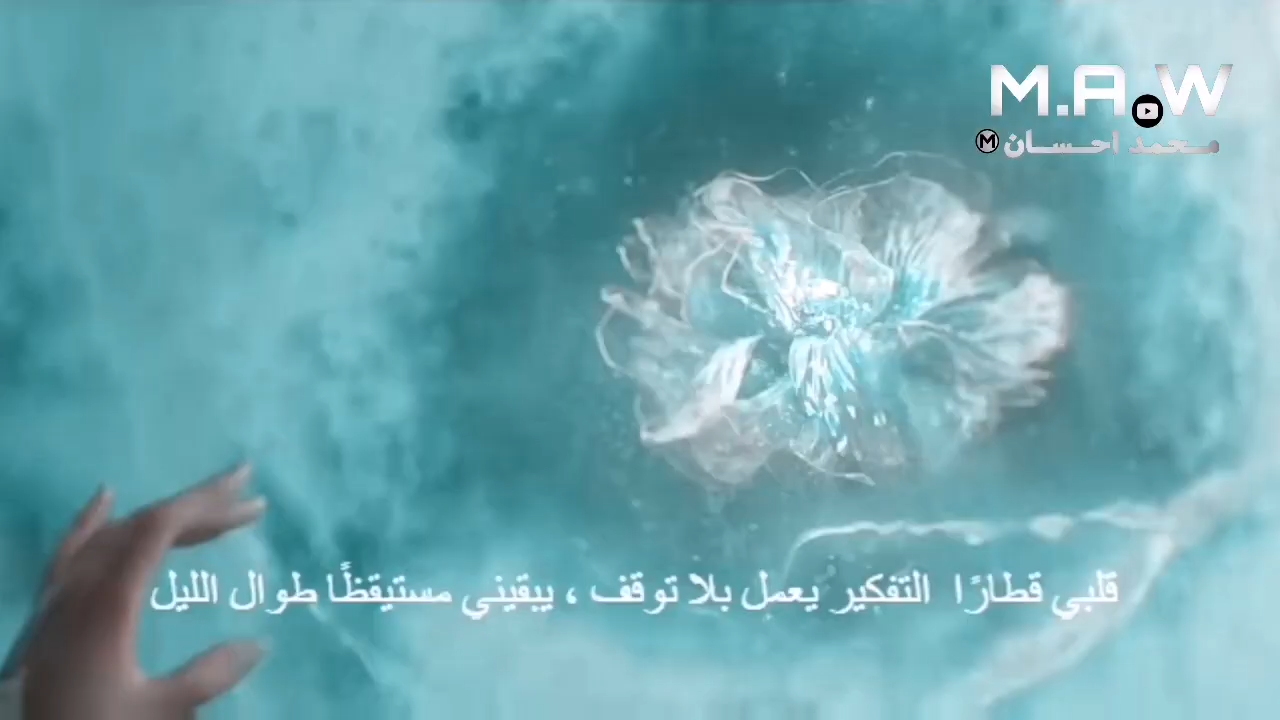 M.A.W
محمد احسان M
قلبي قطارًا التفكير يعمل بلا توقف ، يبقيني مستيقظًا طوال الليل